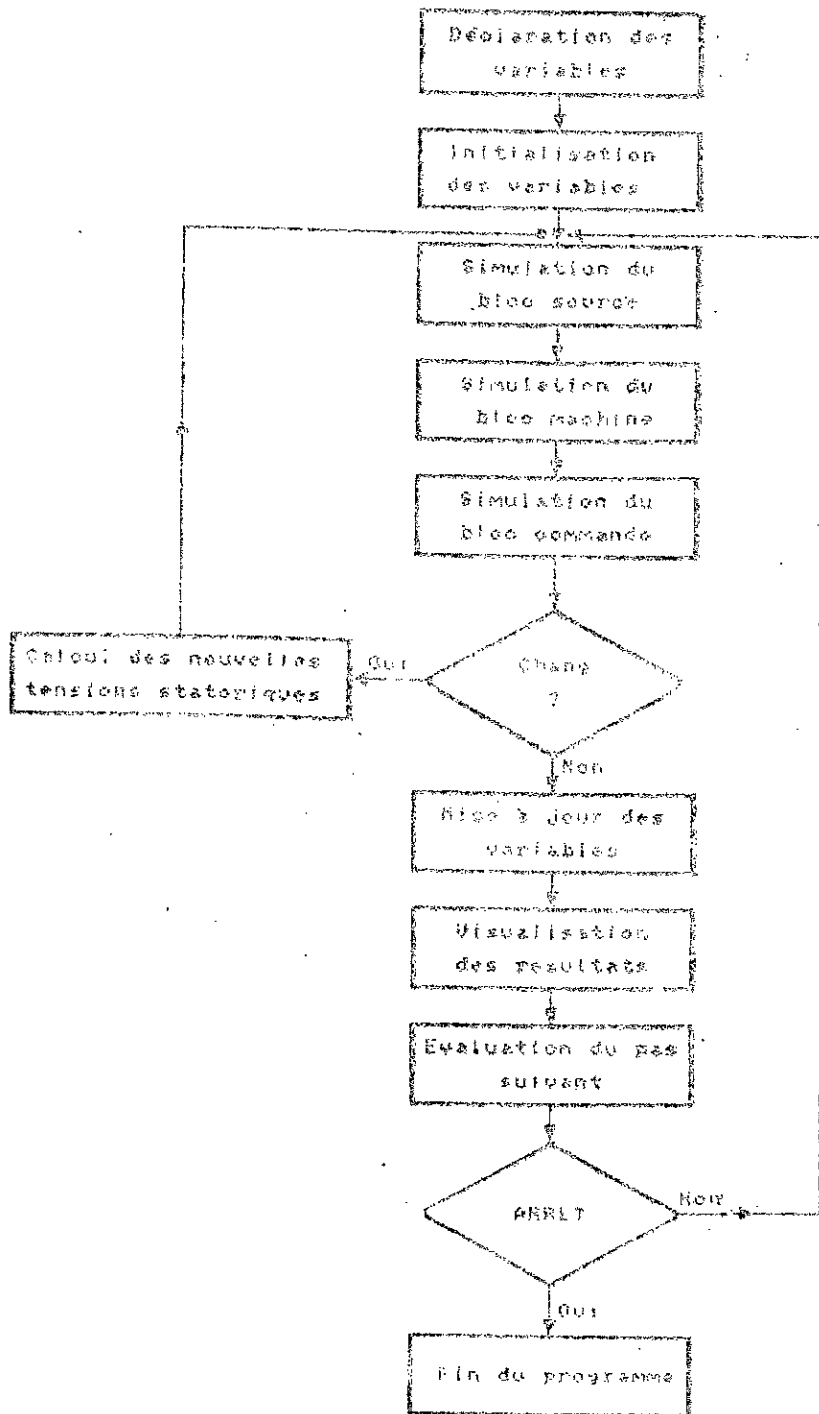 Déclaration des
variables
Initialisation
des variables
Simulation du
bloc source
Simulation du
bloc machine
Simulation du
bloc commande
Chang
?
Oui
Calcul des nouvelles
tensions statoriques
Non
Mise à jour des
variables
Visualisation
des resultats
Evaluation du pas
suivant
ARRET
Non
Oui
Fin du programme